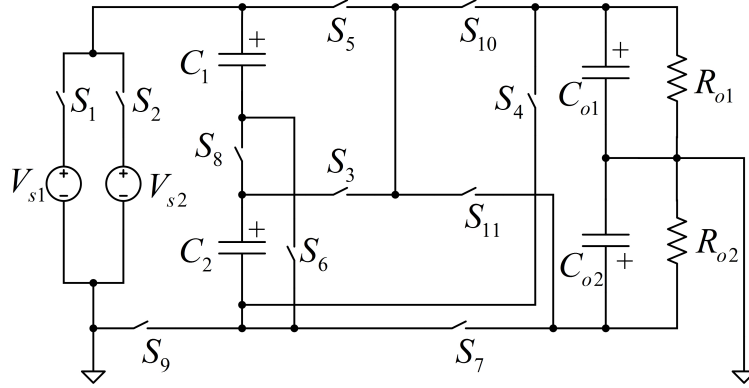 S5
S10
+
+
C1
S1
S2
S4
Co1
Ro1
S8
S3
+
−
Vs1
+
−
Vs2
S11
+
C2
S6
Co2
+
Ro2
S9
S7